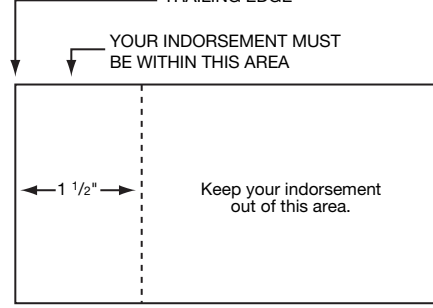 TRAILING EDGE
YOUR INDORSEMENT MUST
BE WITHIN THIS AREA
1 1/2"
Keep your indorsement
out of this area.